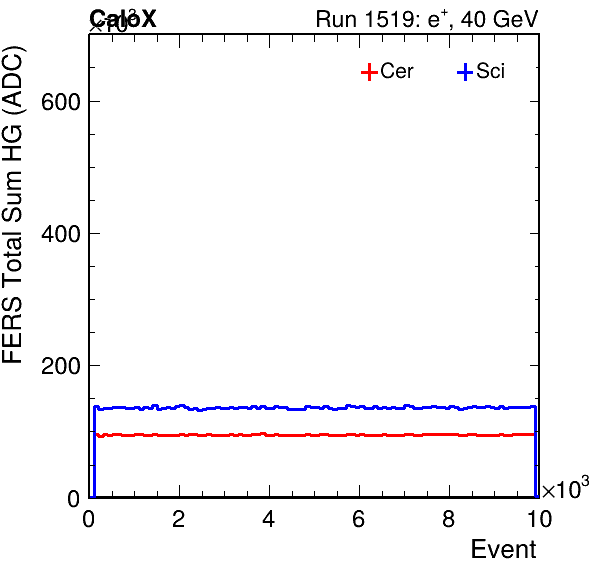 CaloX Run 1519: e⁺, 40 GeV
×10³
Cer Sci
FERS Total Sum HG (ADC)
600
400
200
0
0 2 4 6 8 10
×10³
Event